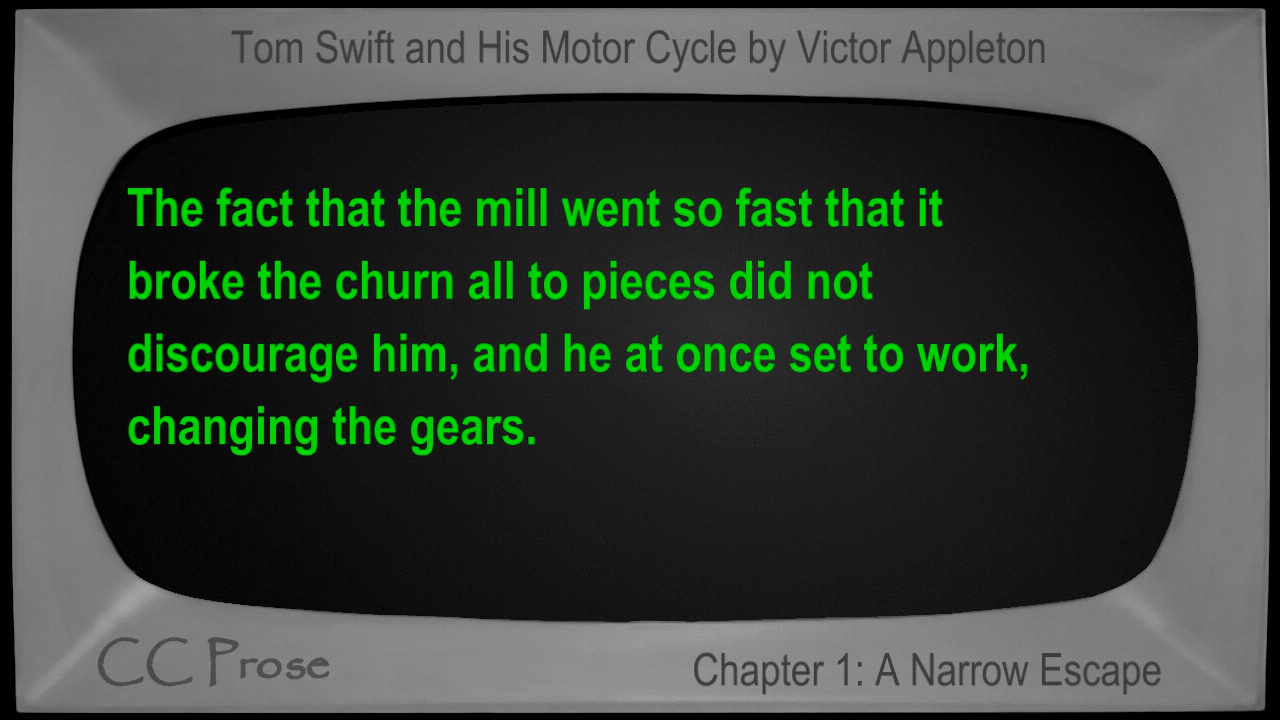 Tom Swift and His Motor Cycle by Victor Appleton
The fact that the mill went so fast that it
broke the churn all to pieces did not
discourage him, and he at once set to work,
changing the gears.
CC Prose
Chapter 1: A Narrow Escape